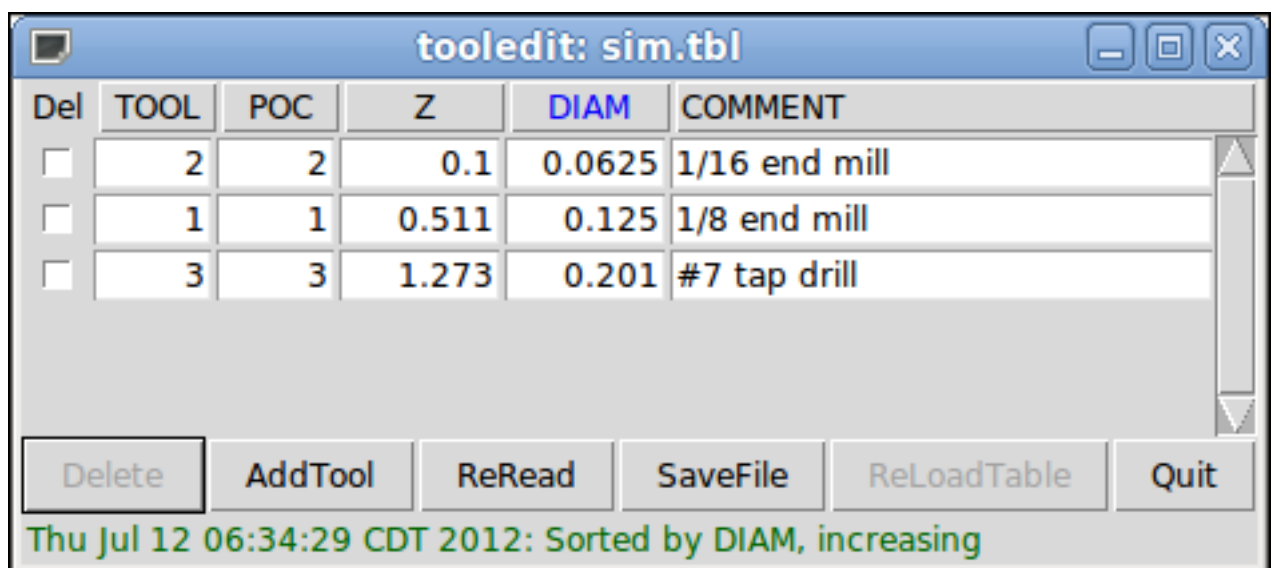 tooledit: sim.tbl
Del TOOL POC Z DIAM COMMENT
2 2 0.1 0.0625 1/16 end mill
1 1 0.511 0.125 1/8 end mill
3 3 1.273 0.201 #7 tap drill
Delete AddTool ReRead SaveFile ReLoadTable Quit
Thu Jul 12 06:34:29 CDT 2012: Sorted by DIAM, increasing